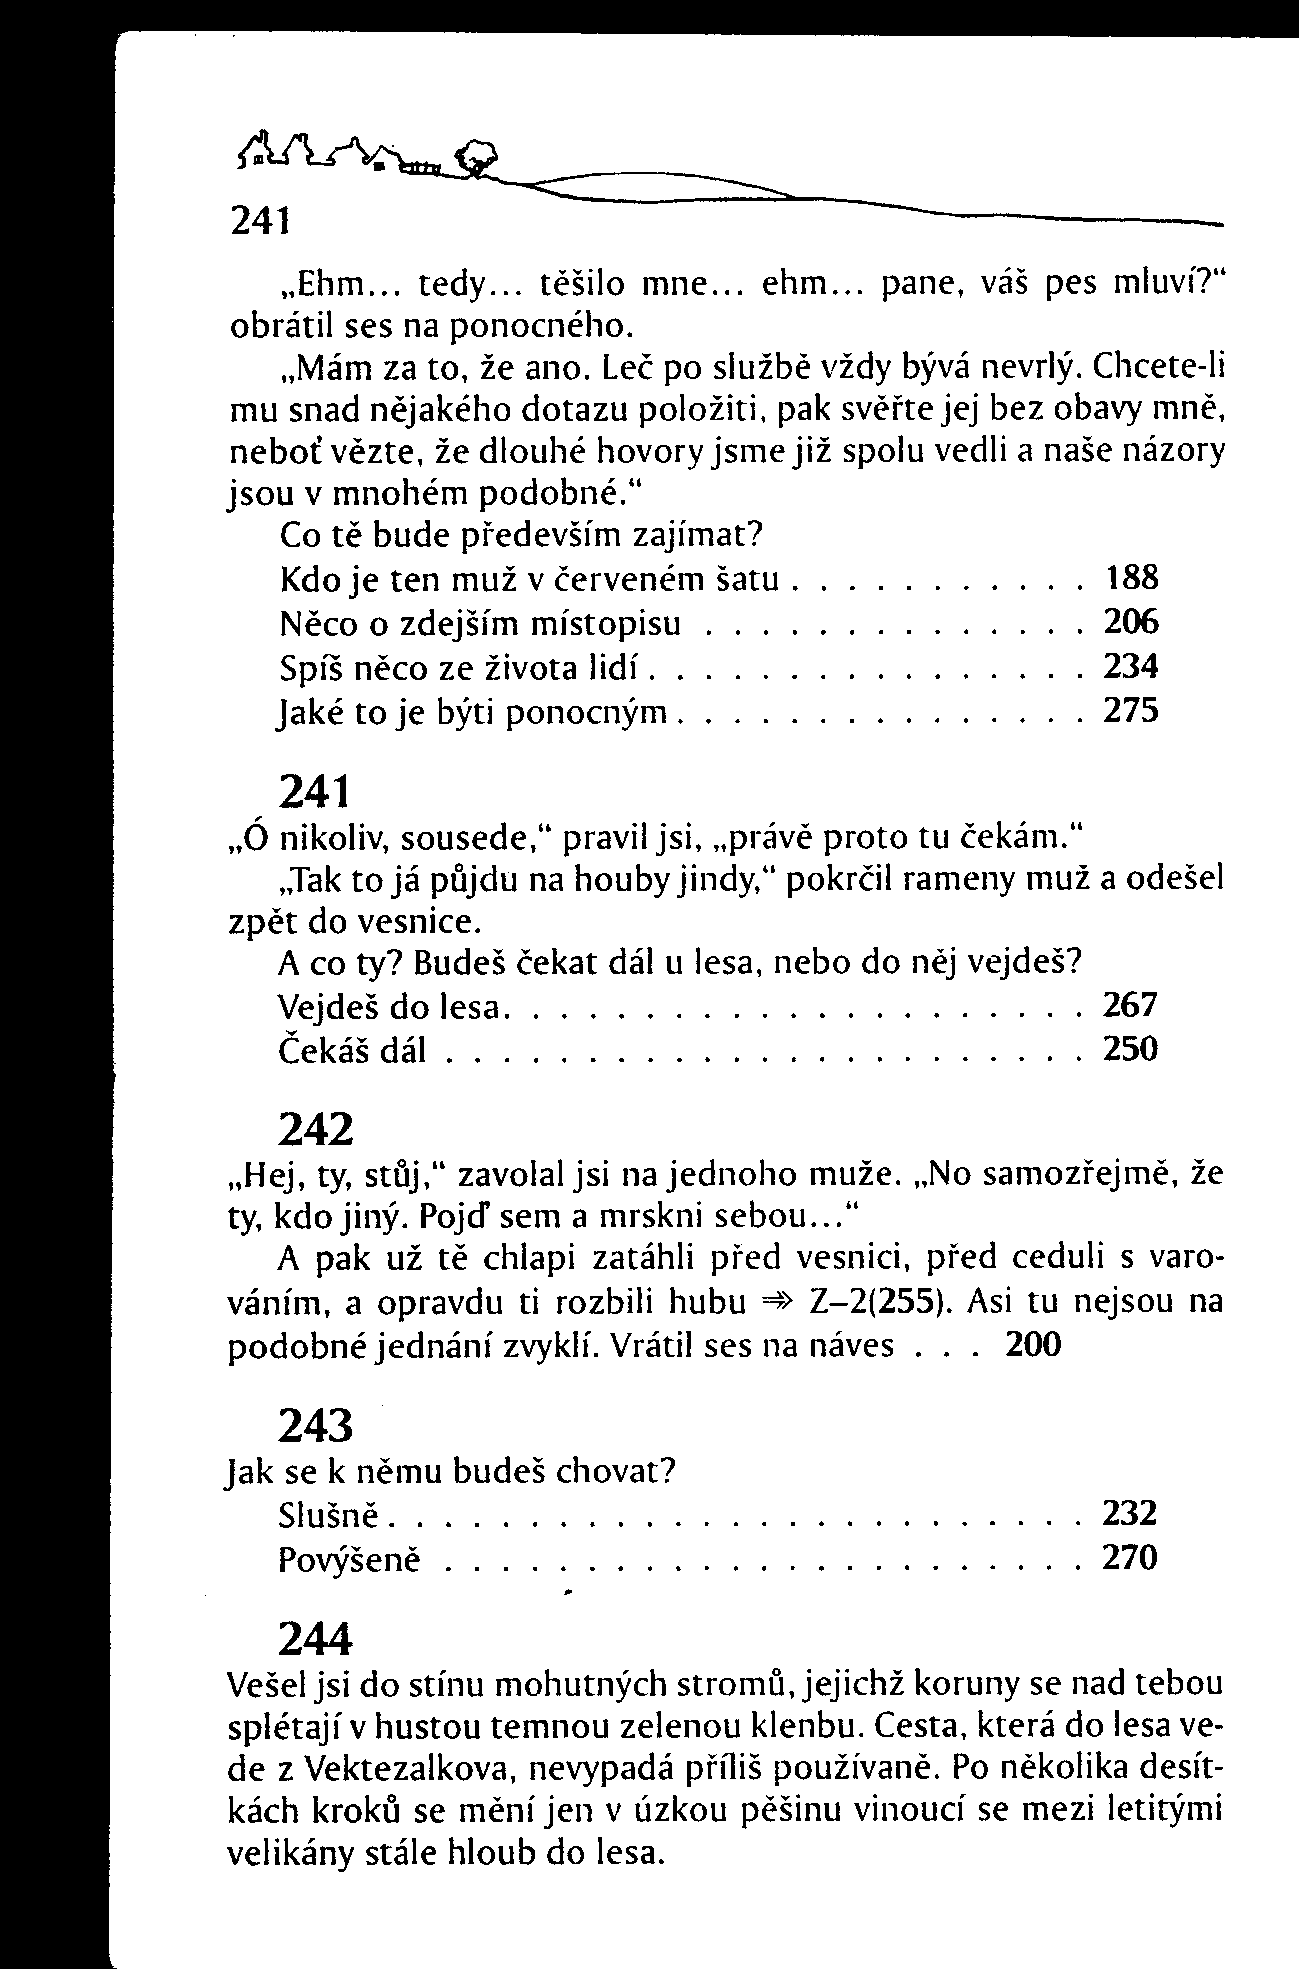 241
„Ehm... tedy... těšilo mne... ehm... pane, váš pes mluví?“
obrátil ses na ponocného.
„Mám za to, že ano. Leč po službě vždy bývá nevrlý. Chcete-li
mu snad nějakého dotazu položiti, pak svěřte jej bez obavy mně,
neboť vězte, že dlouhé hovory jsme již spolu vedli a naše názory
jsou v mnohém podobné.“
Co tě bude především zajímat?
Kdo je ten muž v červeném šatu . . . . . . . . . . . 188
Něco o zdejším místopisu . . . . . . . . . . . . . . 206
Spíš něco ze života lidí . . . . . . . . . . . . . . . . 234
Jaké to je býti ponocným . . . . . . . . . . . . . . . 275
241
„Ó nikoliv, sousede,“ pravil jsi, „právě proto tu čekám.“
„Tak to já půjdu na houby jindy,“ pokrčil rameny muž a odešel
zpět do vesnice.
A co ty? Budeš čekat dál u lesa, nebo do něj vejdeš?
Vejdeš do lesa. . . . . . . . . . . . . . . . . . . . . 267
Čekáš dál . . . . . . . . . . . . . . . . . . . . . . . 250
242
„Hej, ty, stůj,“ zavolal jsi na jednoho muže. „No samozřejmě, že
ty, kdo jiný. Pojď sem a mrskni sebou...“
A pak už tě chlapi zatáhli před vesnici, před ceduli s varo-
váním, a opravdu ti rozbili hubu ⇒ Z–2(255). Asi tu nejsou na
podobné jednání zvyklí. Vrátil ses na náves . . . 200
243
Jak se k němu budeš chovat?
Slušně . . . . . . . . . . . . . . . . . . . . . . . . . 232
Povýšeně . . . . . . . . . . . . . . . . . . . . . . . 270
244
Vešel jsi do stínu mohutných stromů, jejichž koruny se nad tebou
splétají v hustou temnou zelenou klenbu. Cesta, která do lesa ve-
de z Vektezalkova, nevypadá příliš používaně. Po několika desít-
kách kroků se mění jen v úzkou pěšinu vinoucí se mezi letitými
velikány stále hloub do lesa.